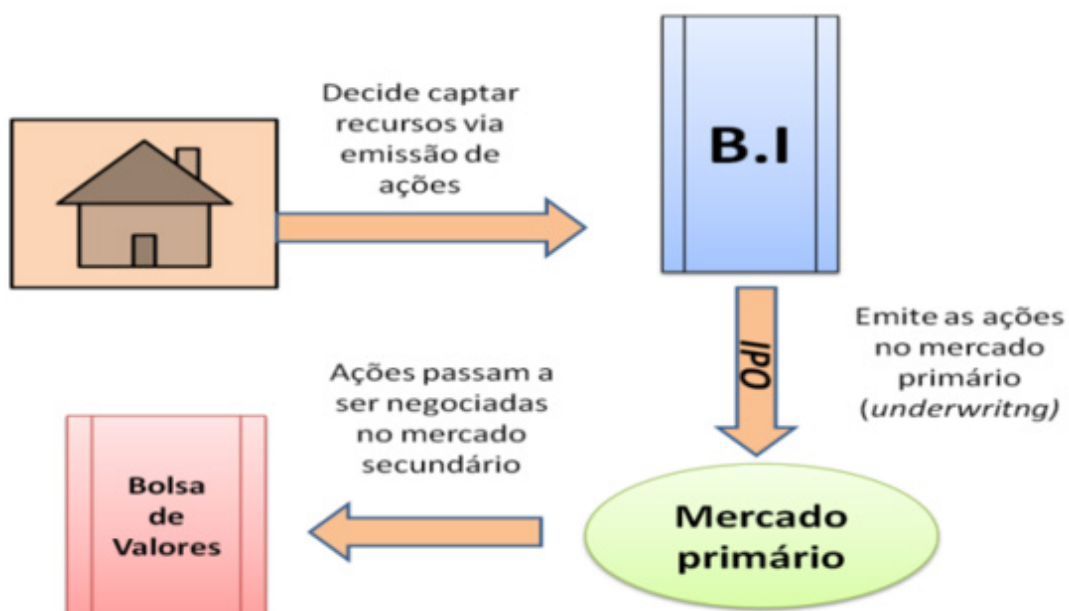 Decide captar
recursos via
emissão de
ações
B.I
IPO
Emite as ações
no mercado
primário
(underwritng)
Mercado
primário
Ações passam a
ser negociadas
no mercado
secundário
Bolsa
de
Valores